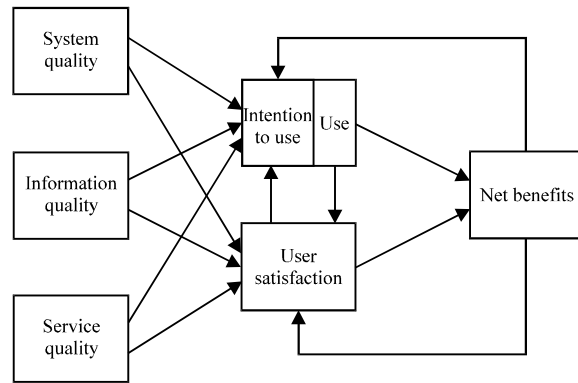 System
quality
Intention
to use
Use
Information
quality
Net benefits
User
satisfaction
Service
quality